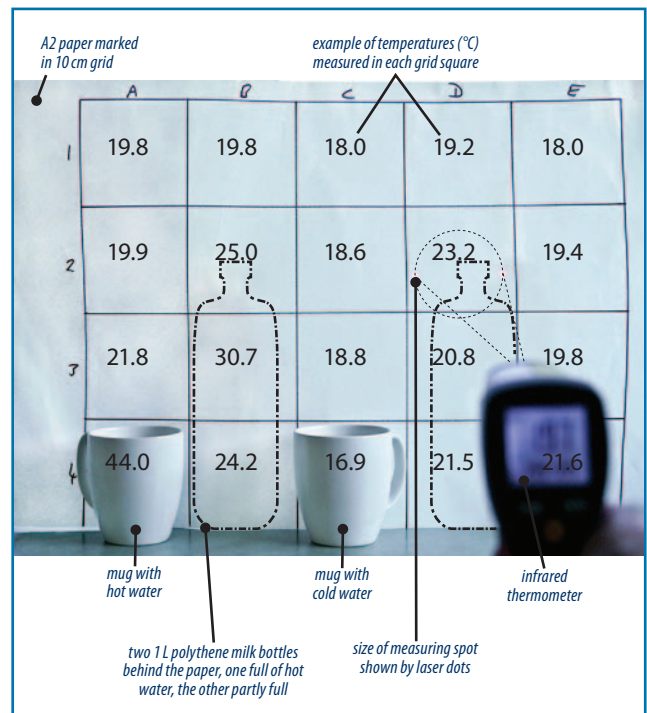 A2 paper marked
in 10 cm grid
example of temperatures (°C)
measured in each grid square
A B C D E
1 19.8 19.8 18.0 19.2 18.0
2 19.9 25.0 18.6 23.2 19.4
3 21.8 30.7 18.8 20.8 19.8
4 44.0 24.2 16.9 21.5 21.6
mug with
hot water
mug with
cold water
infrared
thermometer
two 1 L polythene milk bottles
behind the paper, one full of hot
water, the other partly full
size of measuring spot
shown by laser dots